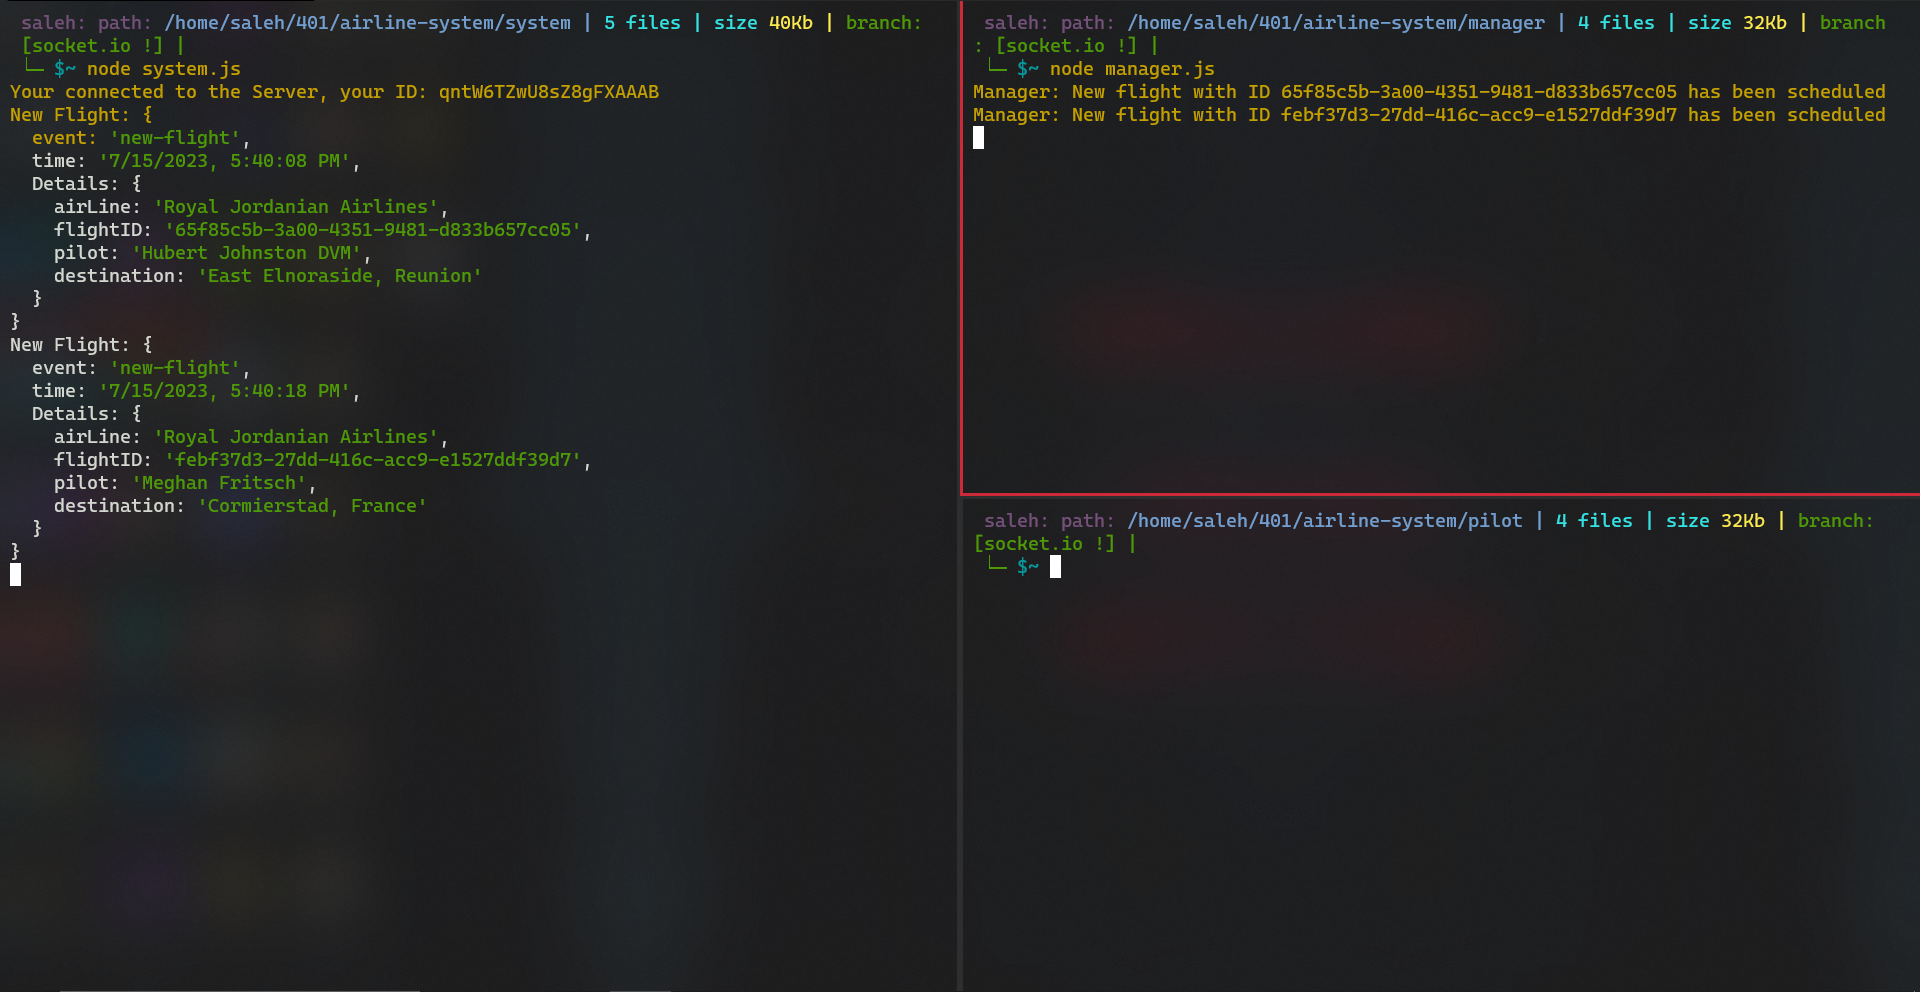 saleh: path: /home/saleh/401/airline-system/system | 5 files | size 40Kb | branch:
[socket.io !] |
└─ $~ node system.js
Your connected to the Server, your ID: qntW6TZwU8sZ8gFXAAAB
New Flight: {
  event: 'new-flight',
  time: '7/15/2023, 5:40:08 PM',
  Details: {
    airLine: 'Royal Jordanian Airlines',
    flightID: '65f85c5b-3a00-4351-9481-d833b657cc05',
    pilot: 'Hubert Johnston DVM',
    destination: 'East Elnoraside, Reunion'
  }
}
New Flight: {
  event: 'new-flight',
  time: '7/15/2023, 5:40:18 PM',
  Details: {
    airLine: 'Royal Jordanian Airlines',
    flightID: 'febf37d3-27dd-416c-acc9-e1527ddf39d7',
    pilot: 'Meghan Fritsch',
    destination: 'Cormierstad, France'
  }
}
saleh: path: /home/saleh/401/airline-system/manager | 4 files | size 32Kb | branch
: [socket.io !] |
└─ $~ node manager.js
Manager: New flight with ID 65f85c5b-3a00-4351-9481-d833b657cc05 has been scheduled
Manager: New flight with ID febf37d3-27dd-416c-acc9-e1527ddf39d7 has been scheduled
saleh: path: /home/saleh/401/airline-system/pilot | 4 files | size 32Kb | branch:
[socket.io !] |
└─ $~